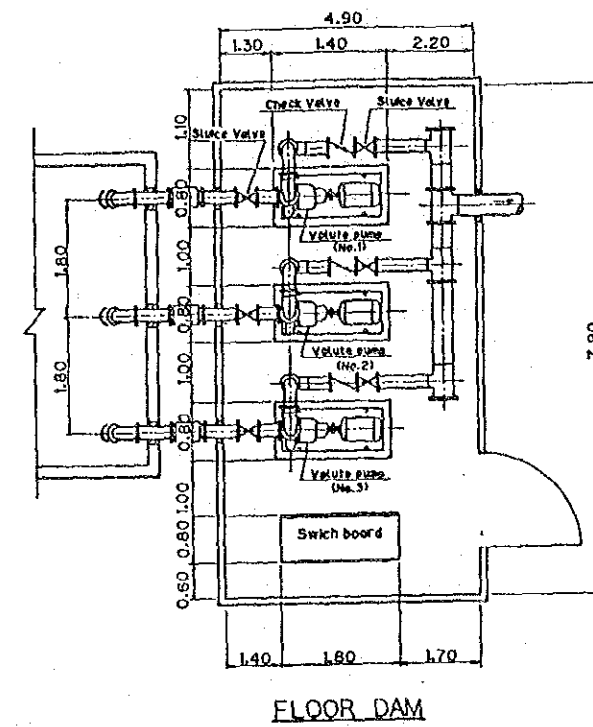 4.90
1.30 1.40 2.20
Check Valve
Sluice Valve
Sluice Valve
1.10
0.80
Volute pump
(No.1)
1.80
1.00
0.80
Volute pump
(No.2)
1.80
1.00
0.80
Volute pump
(No.3)
1.00
Swich board
0.80
0.60
1.40 1.80 1.70
FLOOR DAM